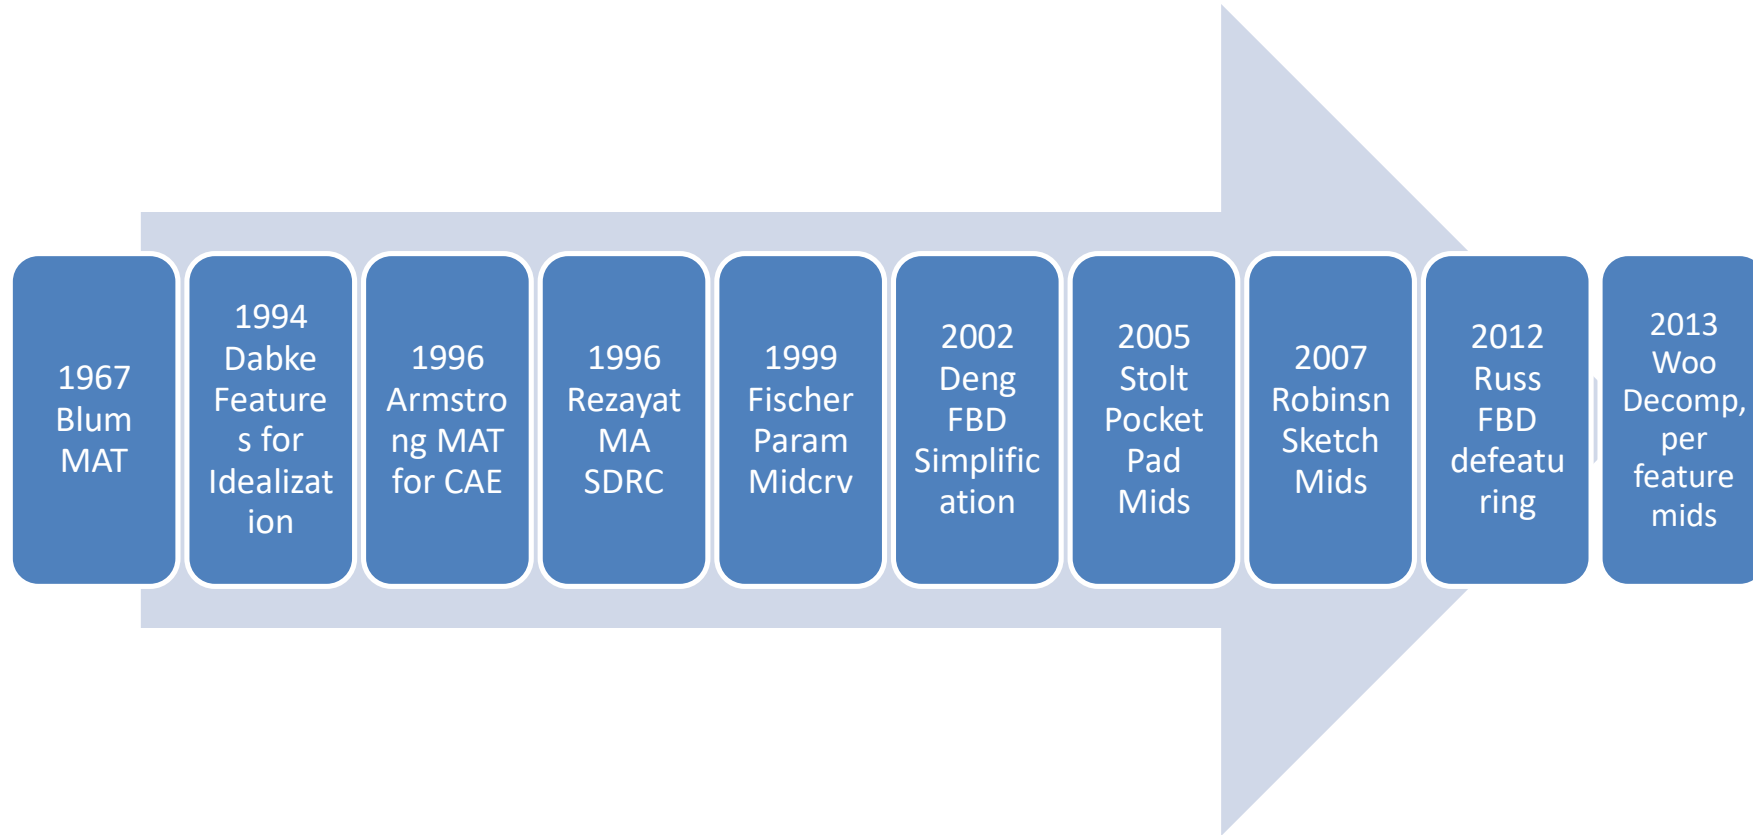 1967
Blum
MAT
1994
Dabke
Feature
s for
Idealizat
ion
1996
Armstro
ng MAT
for CAE
1996
Rezayat
MA
SDRC
1999
Fischer
Param
Midcrv
2002
Deng
FBD
Simplific
ation
2005
Stolt
Pocket
Pad
Mids
2007
Robinsn
Sketch
Mids
2012
Russ
FBD
defeatu
ring
2013
Woo
Decomp,
per
feature
mids